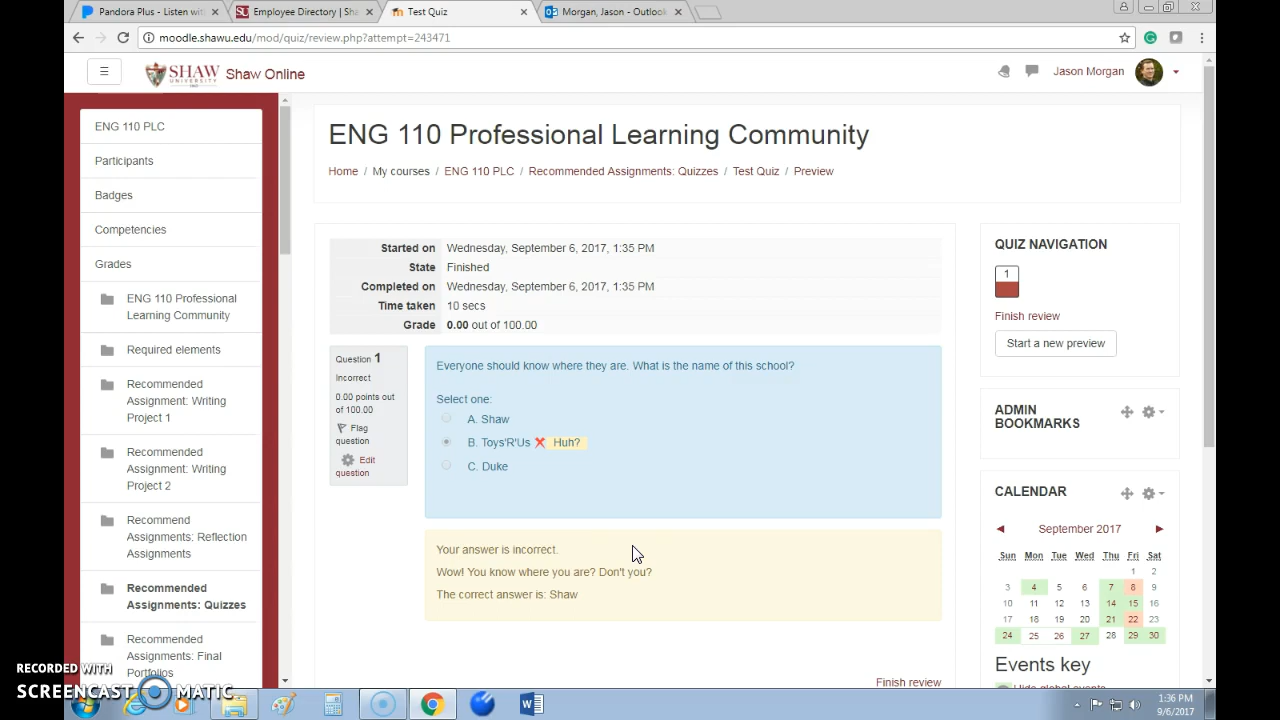 Pandora Plus - Listen with
Employee Directory | Sha
Test Quiz
Morgan, Jason - Outlook
moodle.shawu.edu/mod/quiz/review.php?attempt=243471
SHAW
UNIVERSITY
Shaw Online
Jason Morgan
ENG 110 PLC
Participants
Badges
Competencies
Grades
ENG 110 Professional
Learning Community
Required elements
Recommended
Assignment: Writing
Project 1
Recommended
Assignment: Writing
Project 2
Recommend
Assignments: Reflection
Assignments
Recommended
Assignments: Quizzes
Recommended
Assignments: Final
Portfolios
ENG 110 Professional Learning Community
Home / My courses / ENG 110 PLC / Recommended Assignments: Quizzes / Test Quiz / Preview
Started on Wednesday, September 6, 2017, 1:35 PM
State Finished
Completed on Wednesday, September 6, 2017, 1:35 PM
Time taken 10 secs
Grade 0.00 out of 100.00
Question 1
Incorrect
0.00 points out
of 100.00
Flag
question
Edit
question
Everyone should know where they are. What is the name of this school?
Select one:
A. Shaw
B. Toys'R'Us Huh?
C. Duke
Your answer is incorrect.
Wow! You know where you are? Don't you?
The correct answer is: Shaw
Finish review
QUIZ NAVIGATION
1
Finish review
Start a new preview
ADMIN
BOOKMARKS
CALENDAR
September 2017
Sun Mon Tue Wed Thu Fri Sat
1 2
3 4 5 6 7 8 9
10 11 12 13 14 15 16
17 18 19 20 21 22 23
24 25 26 27 28 29 30
Events key
Hide global events
RECORDED WITH
SCREENCAST MATIC
1:36 PM
9/6/2017